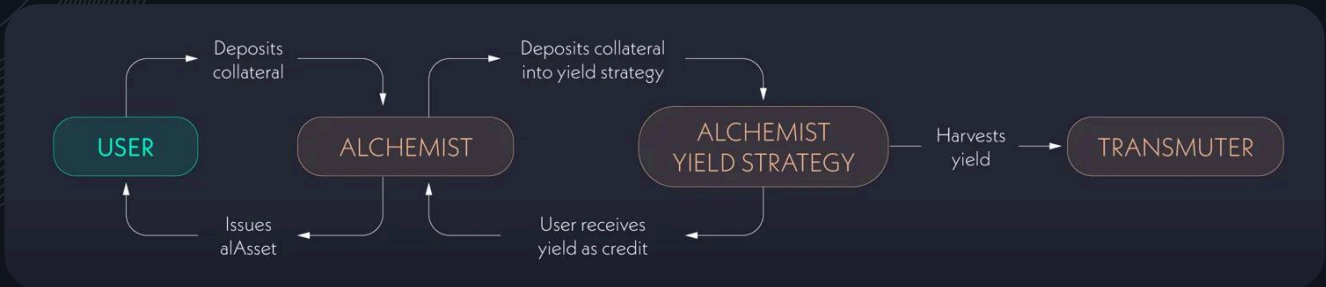 Deposits
collateral
Deposits collateral
into yield strategy
USER
ALCHEMIST
ALCHEMIST
YIELD STRATEGY
Harvests
yield
TRANSMUTER
Issues
alAsset
User receives
yield as credit